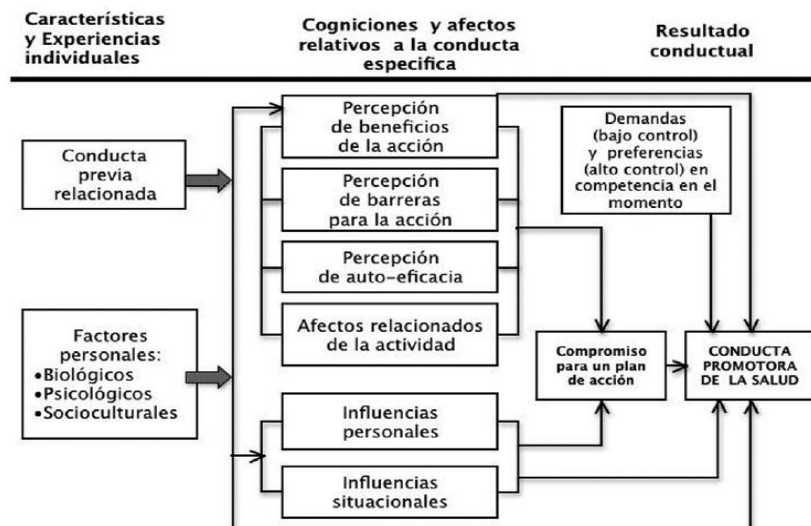 Características
y Experiencias
individuales
Cogniciones y afectos
relativos a la conducta
especifica
Resultado
conductual
Conducta
previa
relacionada
Factores
personales:
•Biológicos
•Psicológicos
•Socioculturales
Percepción
de beneficios
de la acción
Percepción
de barreras
para la acción
Percepción
de auto-eficacia
Afectos relacionados
de la actividad
Influencias
personales
Influencias
situacionales
Demandas
(bajo control)
y preferencias
(alto control) en
competencia en el
momento
Compromiso
para un plan
de acción
CONDUCTA
PROMOTORA
DE LA SALUD